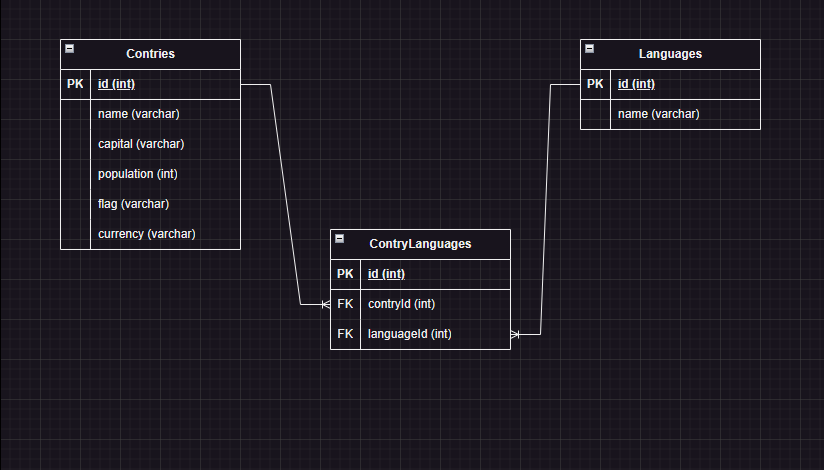 Contries
PK id (int)
name (varchar)
capital (varchar)
population (int)
flag (varchar)
currency (varchar)
Languages
PK id (int)
name (varchar)
ContryLanguages
PK id (int)
FK contryId (int)
FK languageId (int)